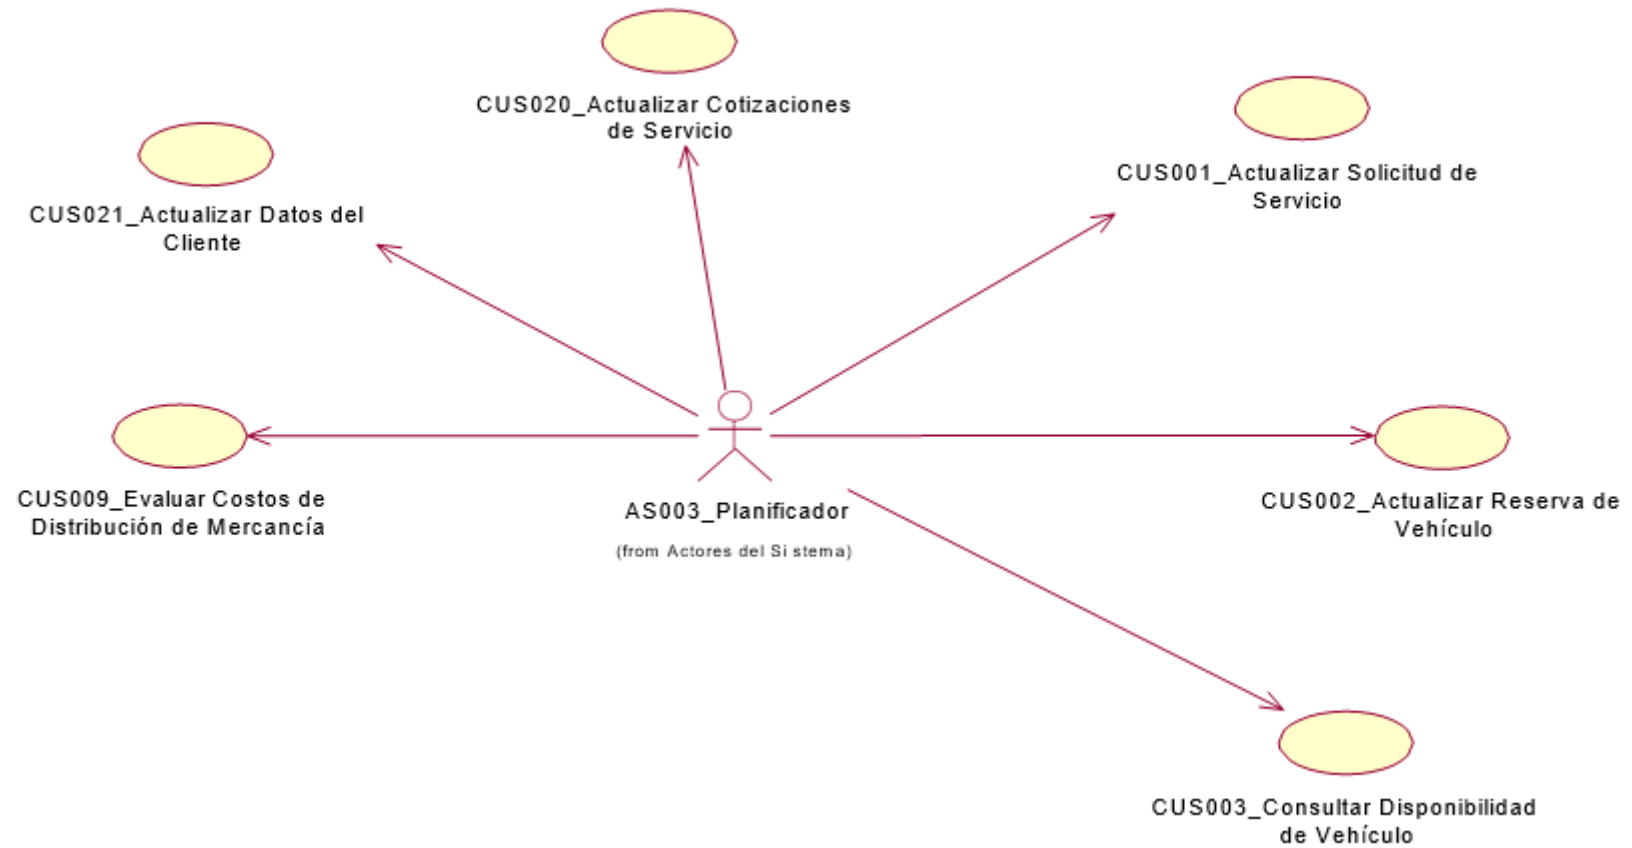 CUS020_Actualizar Cotizaciones
de Servicio
CUS001_Actualizar Solicitud de
Servicio
CUS021_Actualizar Datos del
Cliente
CUS009_Evaluar Costos de
Distribución de Mercancía
AS003_Planificador
(from Actores del Si stema)
CUS002_Actualizar Reserva de
Vehículo
CUS003_Consultar Disponibilidad
de Vehículo